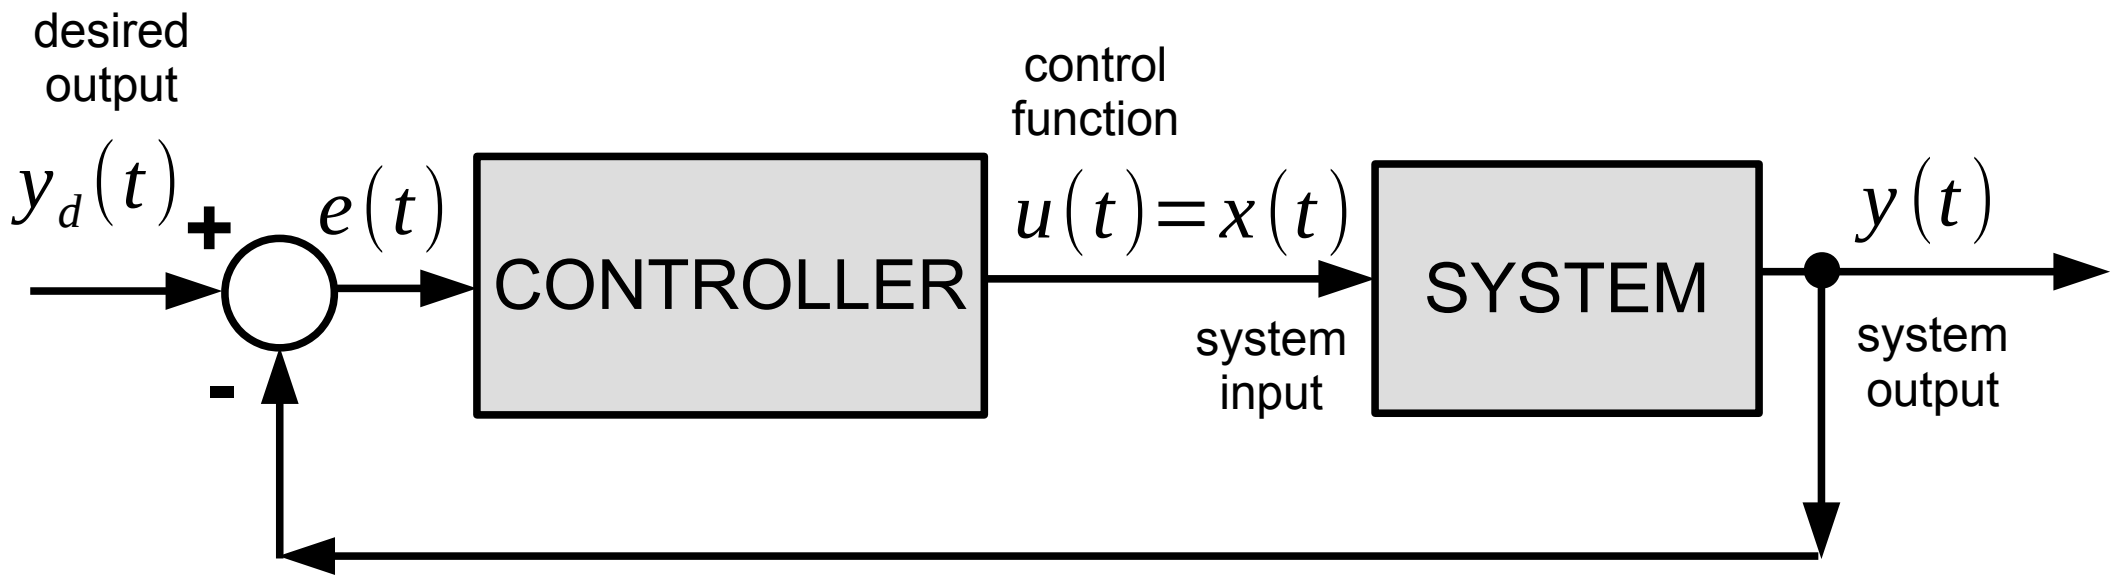 desired
output
y_d(t)
+
e(t)
-
CONTROLLER
control
function
u(t)=x(t)
system
input
SYSTEM
y(t)
system
output